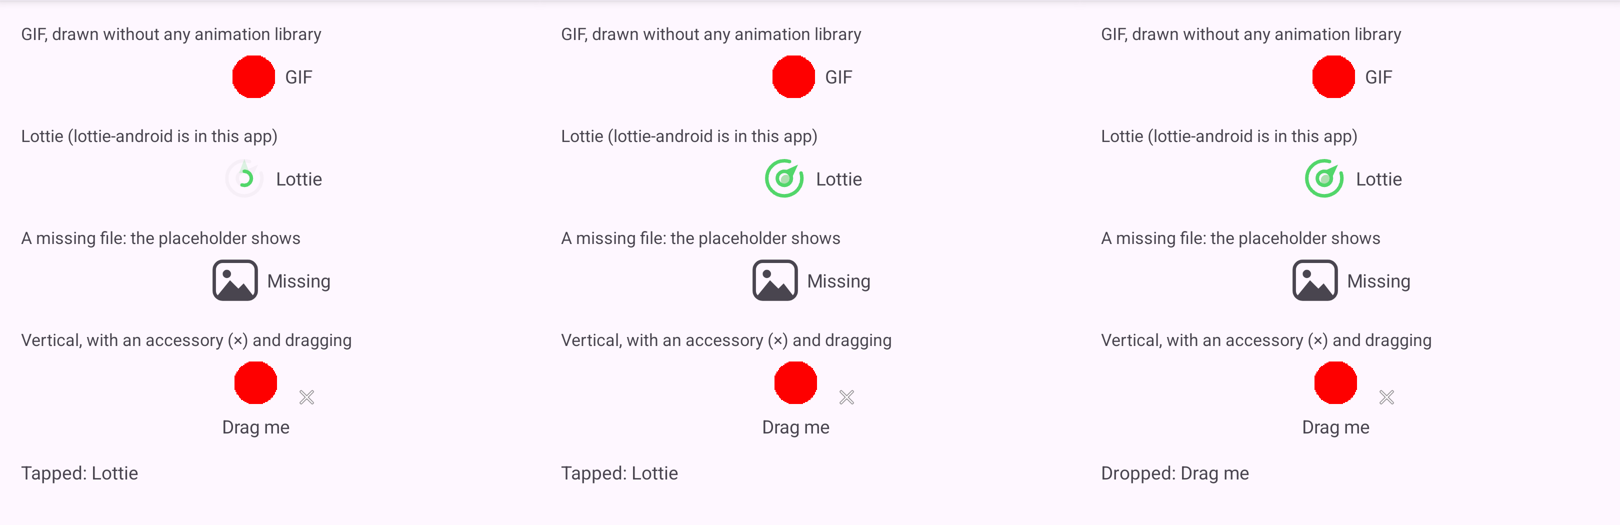 GIF, drawn without any animation library
GIF
Lottie (lottie-android is in this app)
Lottie
A missing file: the placeholder shows
Missing
Vertical, with an accessory (×) and dragging
Drag me
Tapped: Lottie
GIF, drawn without any animation library
GIF
Lottie (lottie-android is in this app)
Lottie
A missing file: the placeholder shows
Missing
Vertical, with an accessory (×) and dragging
Drag me
Tapped: Lottie
GIF, drawn without any animation library
GIF
Lottie (lottie-android is in this app)
Lottie
A missing file: the placeholder shows
Missing
Vertical, with an accessory (×) and dragging
Drag me
Dropped: Drag me